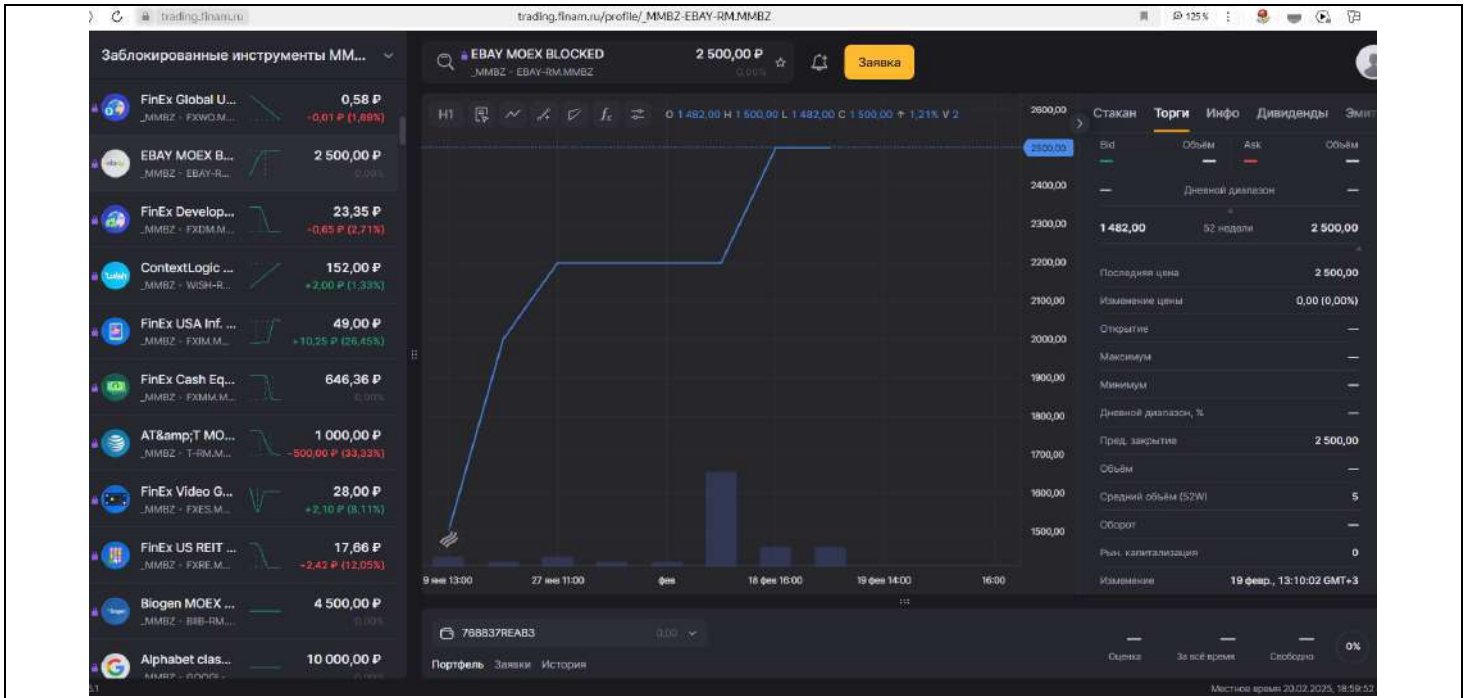 trading.finam.ru
trading.finam.ru/profile/_MMBZ-EBAY-RM.MMBZ
125 %
Заблокированные инструменты ММ...
FinEx Global U...
0,58 ₽
_MMBZ - FXWO.M...
-0,01 ₽ (1,69%)
EBAY MOEX B...
2 500,00 ₽
_MMBZ - EBAY-R...
0,00%
FinEx Develop...
23,35 ₽
_MMBZ - FXDM.M...
-0,65 ₽ (2,71%)
ContextLogic ...
152,00 ₽
_MMBZ - WISH-R...
+2,00 ₽ (1,33%)
FinEx USA Inf. ...
49,00 ₽
_MMBZ - FXIM.M...
+10,25 ₽ (26,45%)
FinEx Cash Eq...
646,36 ₽
_MMBZ - FXMM.M...
0,00%
AT&amp;T MO...
1 000,00 ₽
_MMBZ - T-RM.M...
-500,00 ₽ (33,33%)
FinEx Video G...
28,00 ₽
_MMBZ - FXES.M...
+2,10 ₽ (8,11%)
FinEx US REIT ...
17,66 ₽
_MMBZ - FXRE.M...
-2,42 ₽ (12,05%)
Biogen MOEX ...
4 500,00 ₽
_MMBZ - BIIB-RM....
0,00%
Alphabet clas...
10 000,00 ₽
EBAY MOEX BLOCKED
2 500,00 ₽
_MMBZ - EBAY-RM.MMBZ
0,00%
Заявка
H1
O 1 482,00 H 1 500,00 L 1 482,00 C 1 500,00 ↑ 1,21% V 2
2600,00
2500,00
2400,00
2300,00
2200,00
2100,00
2000,00
1900,00
1800,00
1700,00
1600,00
1500,00
9 янв 13:00
27 янв 11:00
фев
18 фев 16:00
19 фев 14:00
16:00
Стакан Торги Инфо Дивиденды Эмит
Bid Объём Ask Объём
— — — —
— Дневной диапазон —
1 482,00 52 недели 2 500,00
Последняя цена 2 500,00
Изменение цены 0,00 (0,00%)
Открытие —
Максимум —
Минимум —
Дневной диапазон, % —
Пред. закрытие 2 500,00
Объём —
Средний объём (52W) 5
Оборот —
Рын. капитализация 0
Изменение 19 февр., 13:10:02 GMT+3
768837REAB3 0,00
Портфель Заявки История
— — —
Оценка За всё время Свободно
0%
Местное время 20.02.2025, 18:59:52